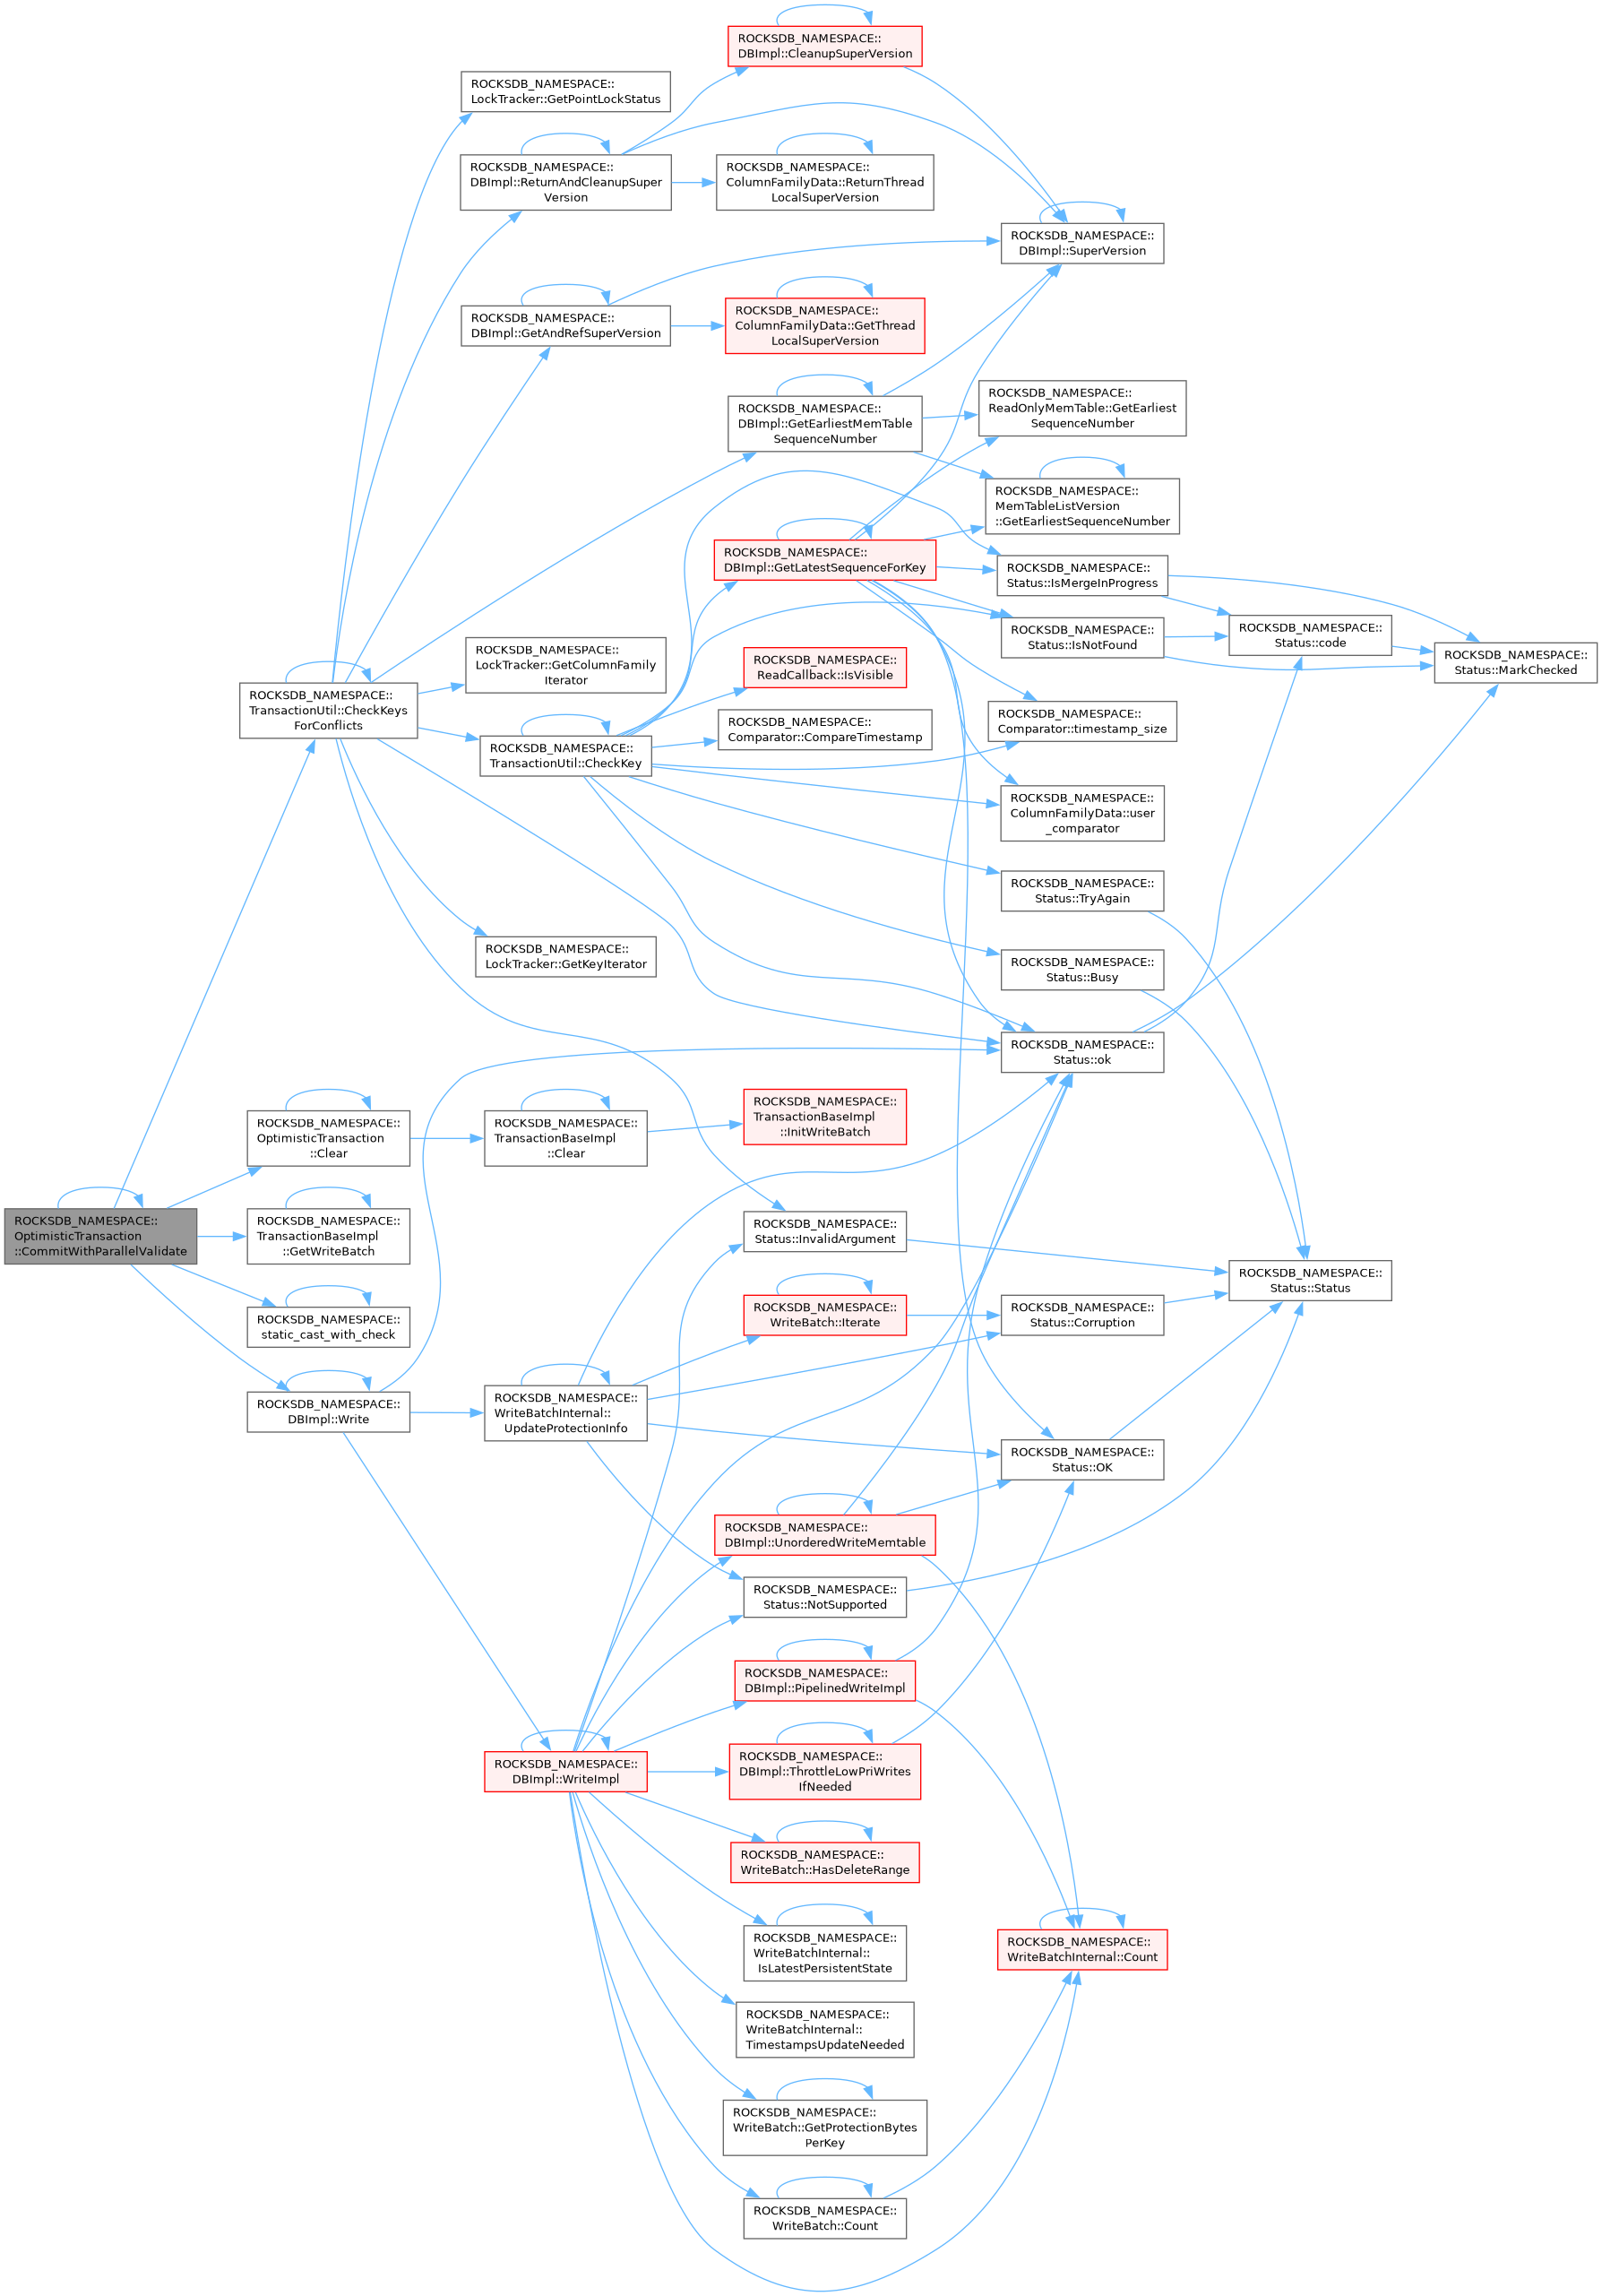 ROCKSDB_NAMESPACE::
OptimisticTransaction
::CommitWithParallelValidate
ROCKSDB_NAMESPACE::
TransactionUtil::CheckKeys
ForConflicts
ROCKSDB_NAMESPACE::
OptimisticTransaction
::Clear
ROCKSDB_NAMESPACE::
TransactionBaseImpl
::GetWriteBatch
ROCKSDB_NAMESPACE::
static_cast_with_check
ROCKSDB_NAMESPACE::
DBImpl::Write
ROCKSDB_NAMESPACE::
LockTracker::GetPointLockStatus
ROCKSDB_NAMESPACE::
DBImpl::ReturnAndCleanupSuper
Version
ROCKSDB_NAMESPACE::
DBImpl::GetAndRefSuperVersion
ROCKSDB_NAMESPACE::
LockTracker::GetColumnFamily
Iterator
ROCKSDB_NAMESPACE::
TransactionUtil::CheckKey
ROCKSDB_NAMESPACE::
LockTracker::GetKeyIterator
ROCKSDB_NAMESPACE::
TransactionBaseImpl
::Clear
ROCKSDB_NAMESPACE::
WriteBatchInternal::
UpdateProtectionInfo
ROCKSDB_NAMESPACE::
DBImpl::WriteImpl
ROCKSDB_NAMESPACE::
DBImpl::CleanupSuperVersion
ROCKSDB_NAMESPACE::
ColumnFamilyData::ReturnThread
LocalSuperVersion
ROCKSDB_NAMESPACE::
ColumnFamilyData::GetThread
LocalSuperVersion
ROCKSDB_NAMESPACE::
DBImpl::GetEarliestMemTable
SequenceNumber
ROCKSDB_NAMESPACE::
DBImpl::GetLatestSequenceForKey
ROCKSDB_NAMESPACE::
ReadCallback::IsVisible
ROCKSDB_NAMESPACE::
Comparator::CompareTimestamp
ROCKSDB_NAMESPACE::
TransactionBaseImpl
::InitWriteBatch
ROCKSDB_NAMESPACE::
Status::InvalidArgument
ROCKSDB_NAMESPACE::
WriteBatch::Iterate
ROCKSDB_NAMESPACE::
DBImpl::UnorderedWriteMemtable
ROCKSDB_NAMESPACE::
Status::NotSupported
ROCKSDB_NAMESPACE::
DBImpl::PipelinedWriteImpl
ROCKSDB_NAMESPACE::
DBImpl::ThrottleLowPriWrites
IfNeeded
ROCKSDB_NAMESPACE::
WriteBatch::HasDeleteRange
ROCKSDB_NAMESPACE::
WriteBatchInternal::
IsLatestPersistentState
ROCKSDB_NAMESPACE::
WriteBatchInternal::
TimestampsUpdateNeeded
ROCKSDB_NAMESPACE::
WriteBatch::GetProtectionBytes
PerKey
ROCKSDB_NAMESPACE::
WriteBatch::Count
ROCKSDB_NAMESPACE::
DBImpl::SuperVersion
ROCKSDB_NAMESPACE::
ReadOnlyMemTable::GetEarliest
SequenceNumber
ROCKSDB_NAMESPACE::
MemTableListVersion
::GetEarliestSequenceNumber
ROCKSDB_NAMESPACE::
Status::IsMergeInProgress
ROCKSDB_NAMESPACE::
Status::IsNotFound
ROCKSDB_NAMESPACE::
Comparator::timestamp_size
ROCKSDB_NAMESPACE::
ColumnFamilyData::user
_comparator
ROCKSDB_NAMESPACE::
Status::TryAgain
ROCKSDB_NAMESPACE::
Status::Busy
ROCKSDB_NAMESPACE::
Status::ok
ROCKSDB_NAMESPACE::
Status::Corruption
ROCKSDB_NAMESPACE::
Status::OK
ROCKSDB_NAMESPACE::
WriteBatchInternal::Count
ROCKSDB_NAMESPACE::
Status::code
ROCKSDB_NAMESPACE::
Status::Status
ROCKSDB_NAMESPACE::
Status::MarkChecked